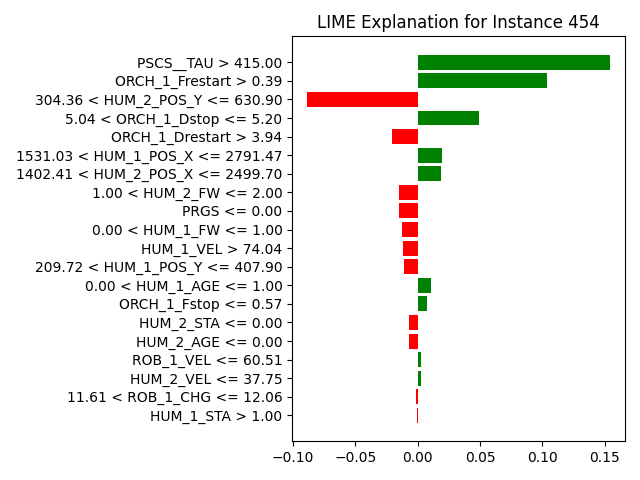 LIME Explanation for Instance 454
PSCS__TAU > 415.00
ORCH_1_Frestart > 0.39
304.36 < HUM_2_POS_Y <= 630.90
5.04 < ORCH_1_Dstop <= 5.20
ORCH_1_Drestart > 3.94
1531.03 < HUM_1_POS_X <= 2791.47
1402.41 < HUM_2_POS_X <= 2499.70
1.00 < HUM_2_FW <= 2.00
PRGS <= 0.00
0.00 < HUM_1_FW <= 1.00
HUM_1_VEL > 74.04
209.72 < HUM_1_POS_Y <= 407.90
0.00 < HUM_1_AGE <= 1.00
ORCH_1_Fstop <= 0.57
HUM_2_STA <= 0.00
HUM_2_AGE <= 0.00
ROB_1_VEL <= 60.51
HUM_2_VEL <= 37.75
11.61 < ROB_1_CHG <= 12.06
HUM_1_STA > 1.00
−0.10 −0.05 0.00 0.05 0.10 0.15